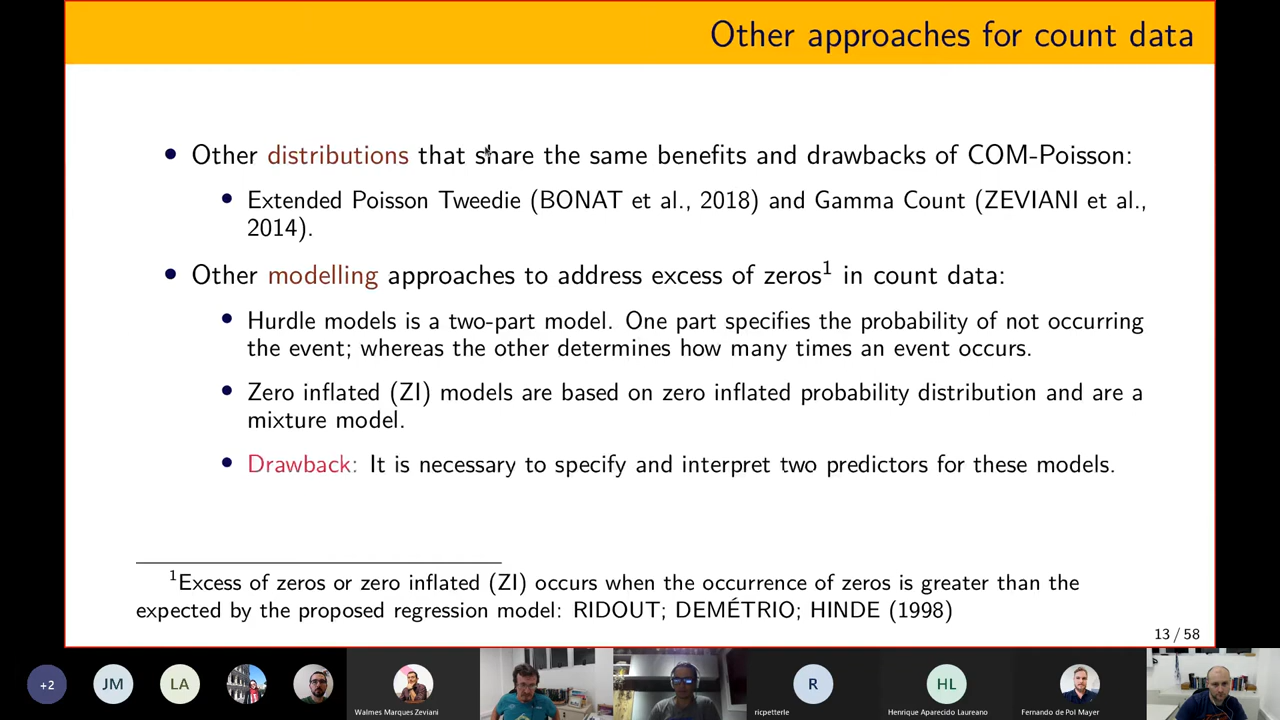 Other approaches for count data
• Other distributions that share the same benefits and drawbacks of COM-Poisson:
• Extended Poisson Tweedie (BONAT et al., 2018) and Gamma Count (ZEVIANI et al.,
2014).
• Other modelling approaches to address excess of zeros¹ in count data:
• Hurdle models is a two-part model. One part specifies the probability of not occurring
the event; whereas the other determines how many times an event occurs.
• Zero inflated (ZI) models are based on zero inflated probability distribution and are a
mixture model.
• Drawback: It is necessary to specify and interpret two predictors for these models.
¹Excess of zeros or zero inflated (ZI) occurs when the occurrence of zeros is greater than the
expected by the proposed regression model: RIDOUT; DEMÉTRIO; HINDE (1998)
13 / 58
+2 JM LA R HL
Walmes Marques Zeviani ricpetterle Henrique Aparecido Laureano Fernando de Pol Mayer